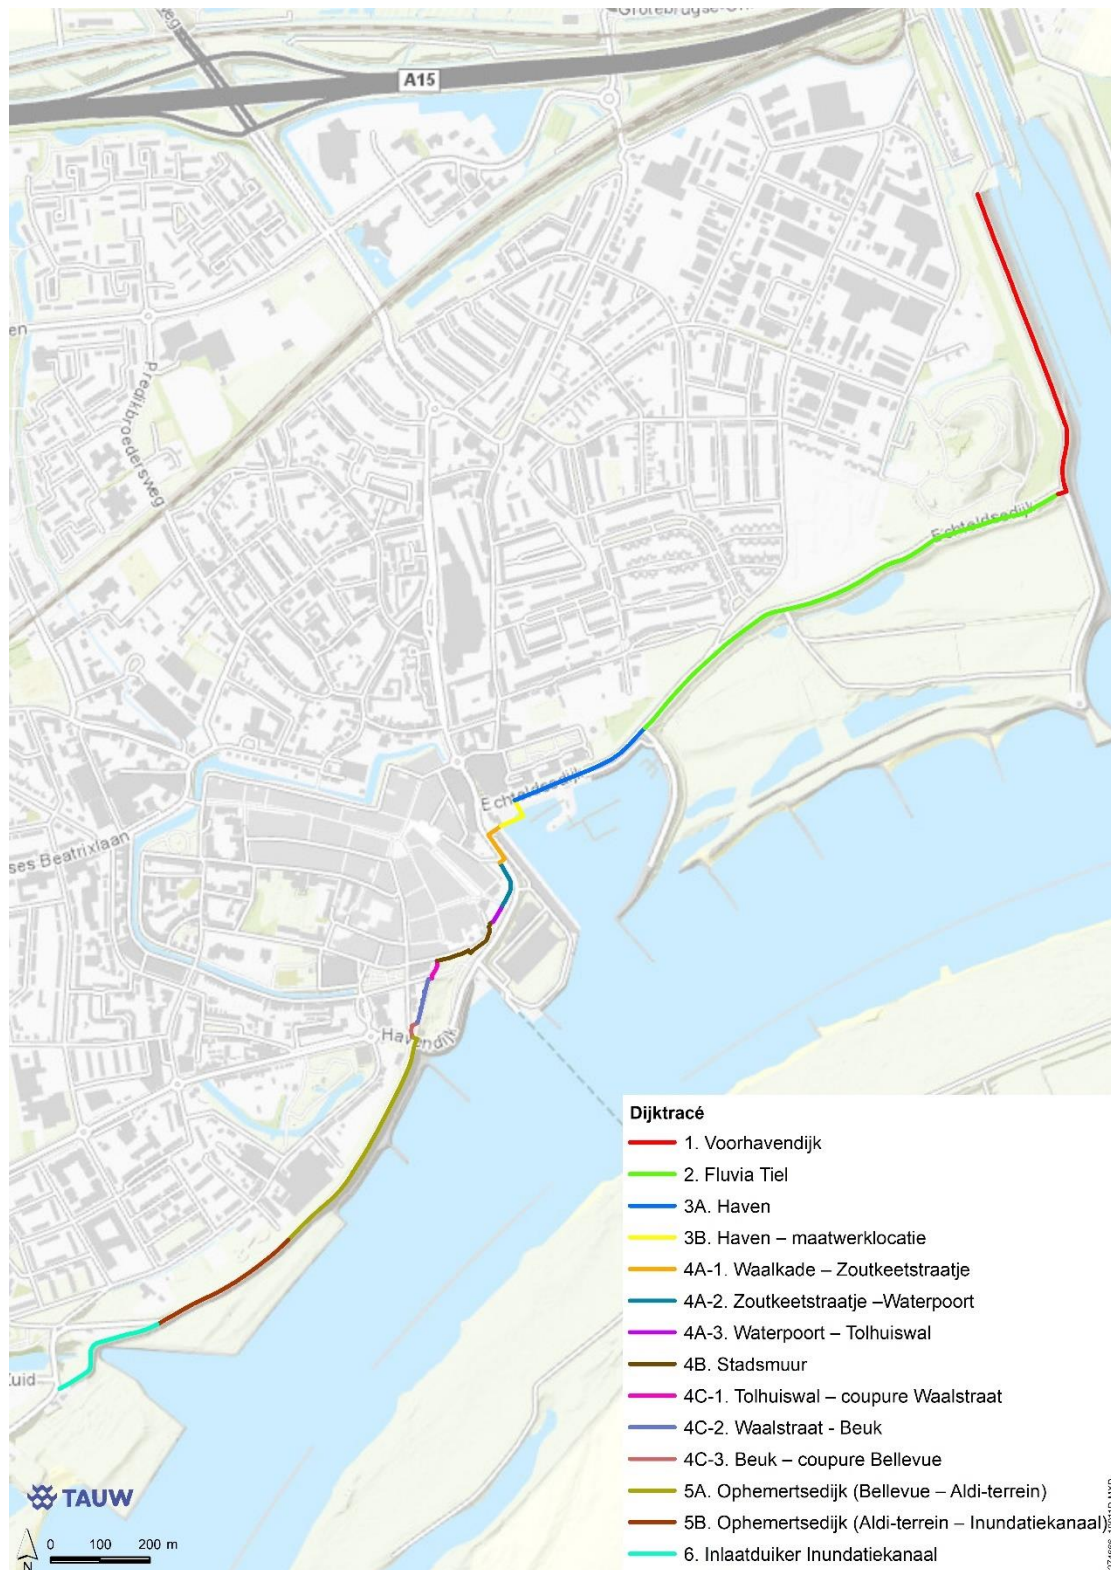 A15
Predikbroedersweg
Echteldsedijk
Echteldsedijk
ses Beatrixlaan
Havendijk
Zuid
Dijktracé
1. Voorhavendijk
2. Fluvia Tiel
3A. Haven
3B. Haven – maatwerklocatie
4A-1. Waalkade – Zoutkeetstraatje
4A-2. Zoutkeetstraatje –Waterpoort
4A-3. Waterpoort – Tolhuiswal
4B. Stadsmuur
4C-1. Tolhuiswal – coupure Waalstraat
4C-2. Waalstraat - Beuk
4C-3. Beuk – coupure Bellevue
5A. Ophemertsedijk (Bellevue – Aldi-terrein)
5B. Ophemertsedijk (Aldi-terrein – Inundatiekanaal)
6. Inlaatduiker Inundatiekanaal
TAUW
N
0 100 200 m